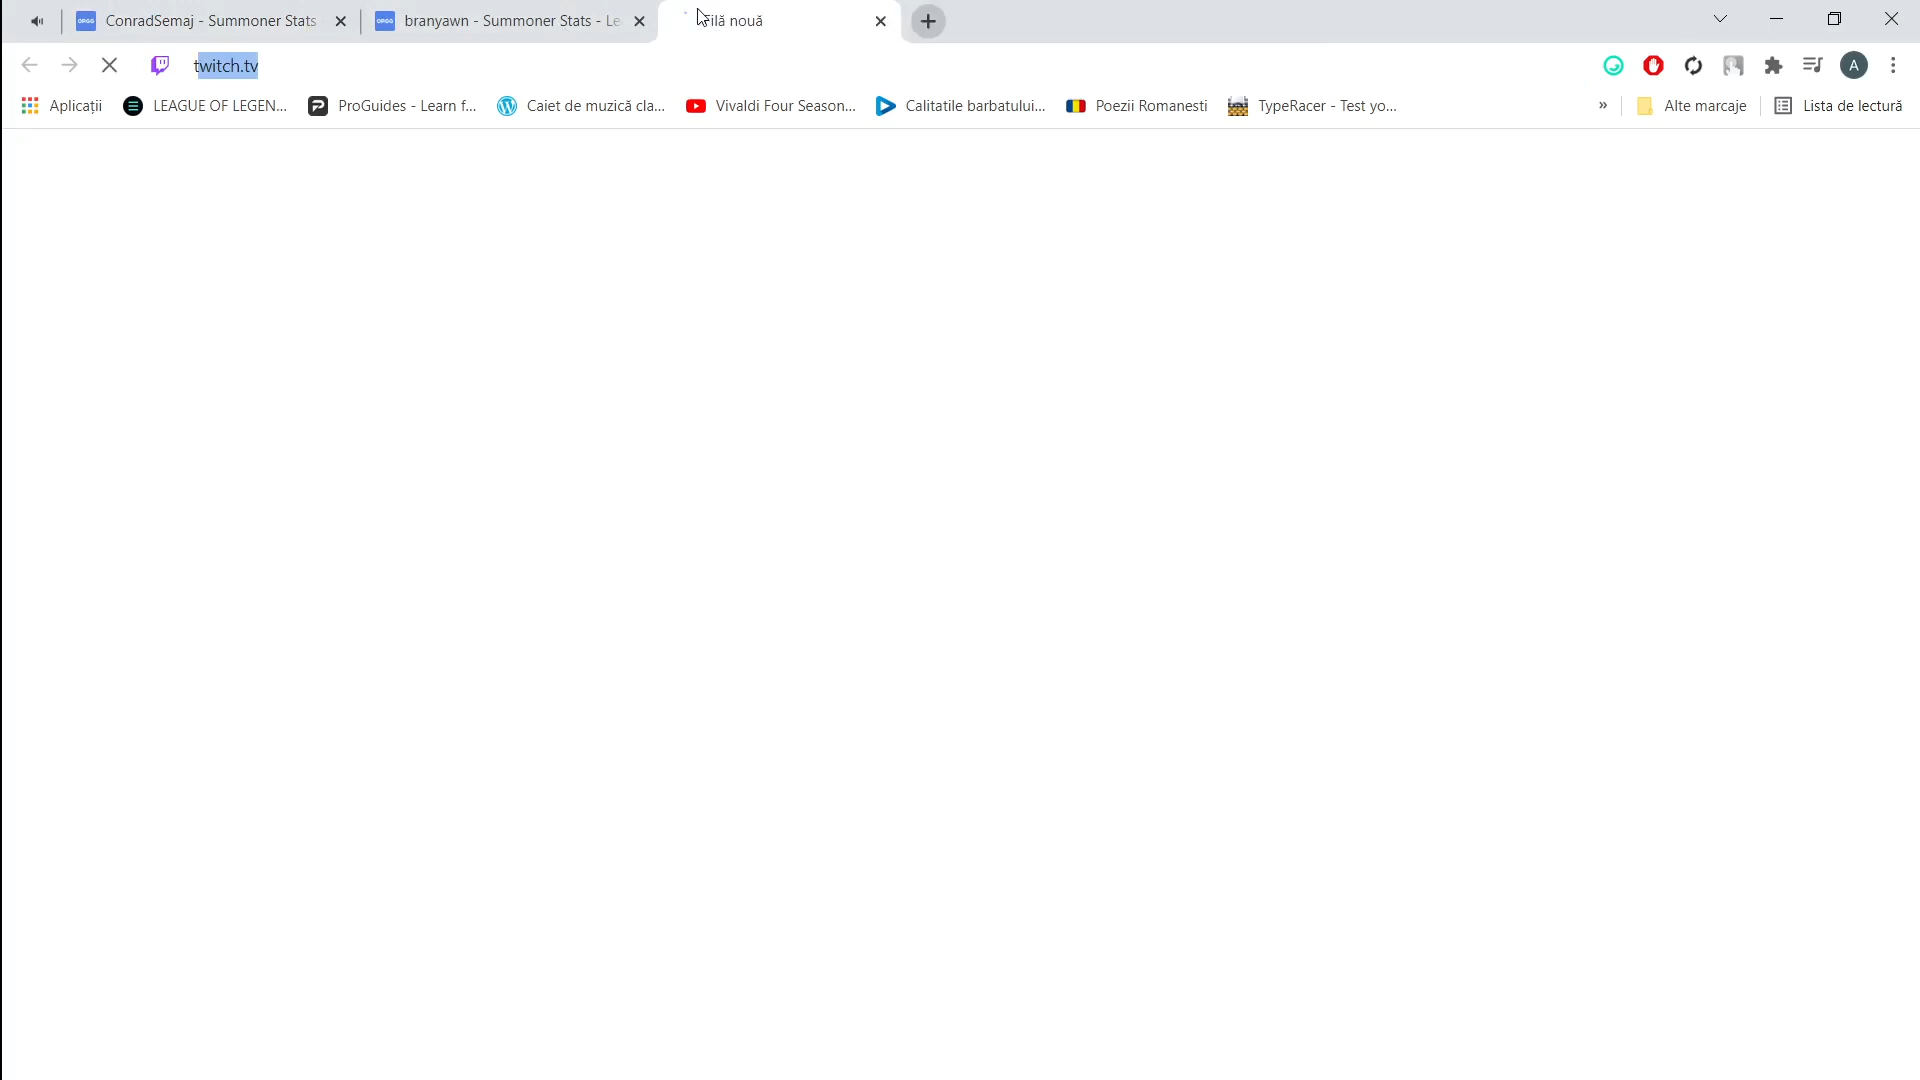 ConradSemaj - Summoner Stats
branyawn - Summoner Stats - Le
Filă nouă
twitch.tv
A
Aplicații
LEAGUE OF LEGEN...
ProGuides - Learn f...
Caiet de muzică cla...
Vivaldi Four Season...
Calitatile barbatului...
Poezii Romanesti
TypeRacer - Test yo...
»
Alte marcaje
Lista de lectură